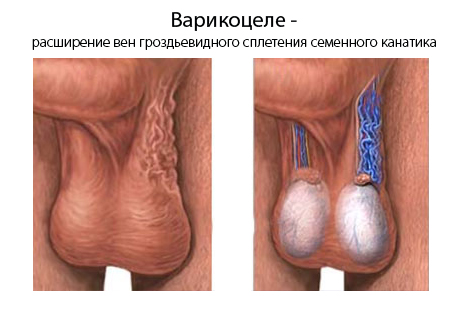 Варикоцеле -
расширение вен гроздьевидного сплетения семенного канатика